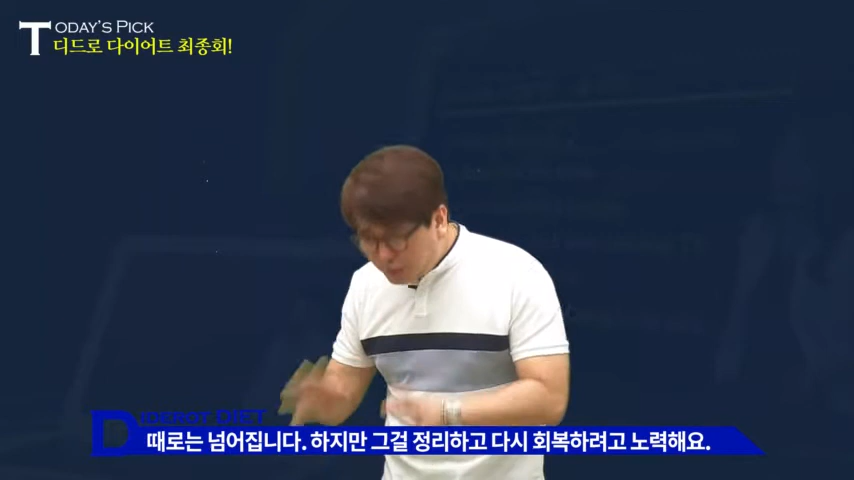 TODAY'S PICK
디드로 다이어트 최종회!
DIDEROT DIET
때로는 넘어집니다. 하지만 그걸 정리하고 다시 회복하려고 노력해요.